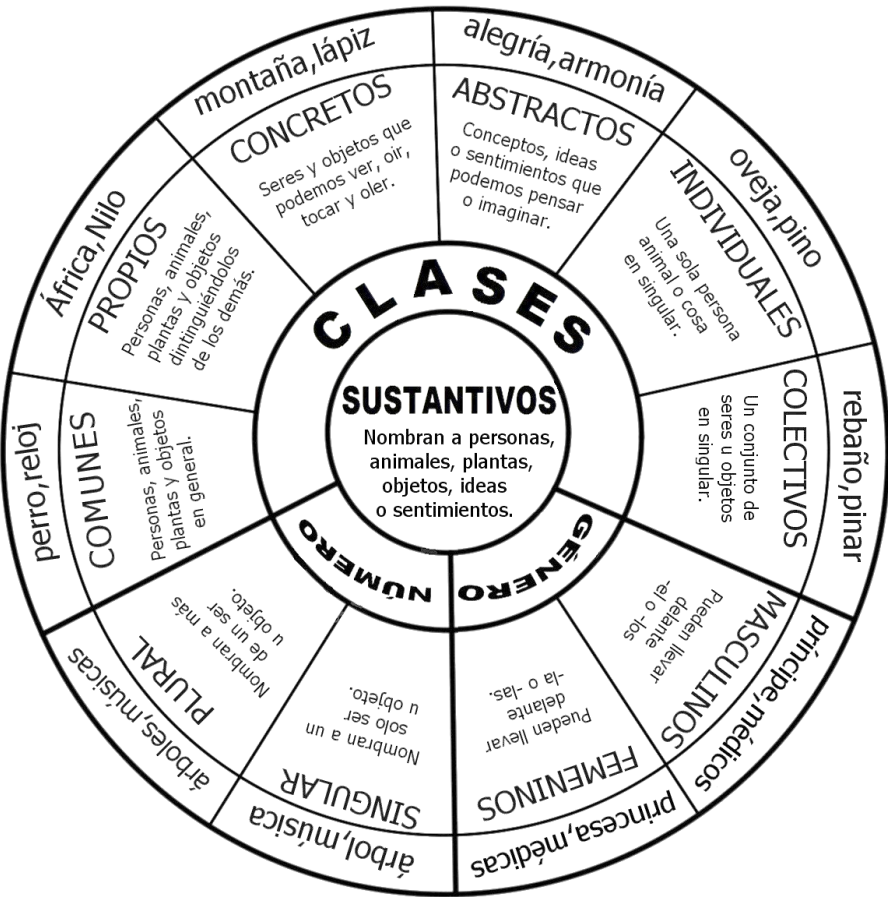 SUSTANTIVOS
Nombran a personas,
animales, plantas,
objetos, ideas
o sentimientos.
CLASES
perro,reloj
COMUNES
Personas, animales,
plantas y objetos
en general.
África,Nilo
PROPIOS
Personas, animales,
plantas y objetos
dintinguiéndolos
de los demás.
montaña,lápiz
CONCRETOS
Seres y objetos que
podemos ver, oir,
tocar y oler.
alegría,armonía
ABSTRACTOS
Conceptos, ideas
o sentimientos que
podemos pensar
o imaginar.
oveja,pino
INDIVIDUALES
Una sola persona
animal o cosa
en singular.
rebaño,pinar
COLECTIVOS
Un conjunto de
seres u objetos
en singular.
GÉNERO
príncipe,médicos
MASCULINOS
Pueden llevar
delante
-el o -los
princesa,médicas
FEMENINOS
Pueden llevar
delante
-la o -las.
NÚMERO
árbol,música
SINGULAR
Nombran a un
solo ser
u objeto.
árboles,músicas
PLURAL
Nombran a más
de un ser
u objeto.